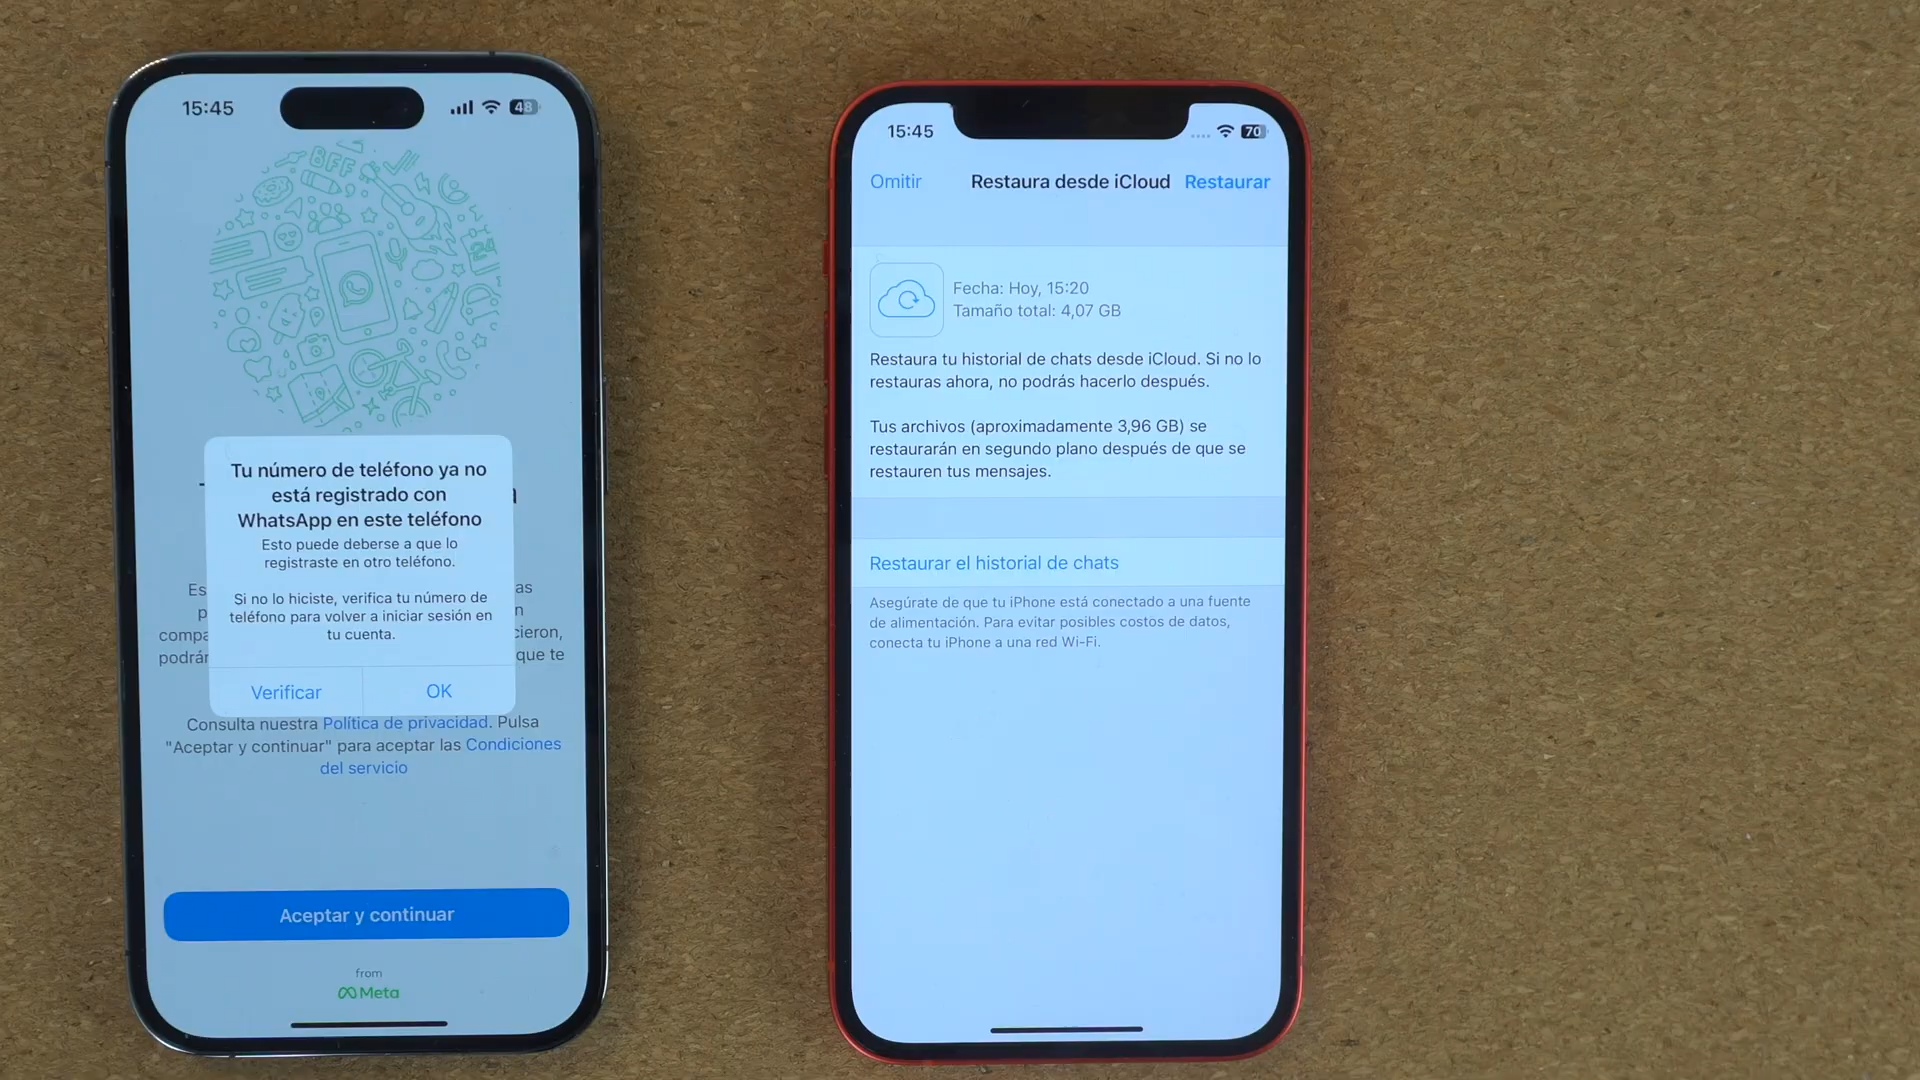 15:45
48
BFF
24
Tu número de teléfono ya no
está registrado con
WhatsApp en este teléfono
Esto puede deberse a que lo
registraste en otro teléfono.
Si no lo hiciste, verifica tu número de
teléfono para volver a iniciar sesión en
tu cuenta.
Verificar
OK
que te
Consulta nuestra Política de privacidad. Pulsa
"Aceptar y continuar" para aceptar las Condiciones
del servicio
Aceptar y continuar
from
Meta
15:45
70
Omitir
Restaura desde iCloud
Restaurar
Fecha: Hoy, 15:20
Tamaño total: 4,07 GB
Restaura tu historial de chats desde iCloud. Si no lo
restauras ahora, no podrás hacerlo después.
Tus archivos (aproximadamente 3,96 GB) se
restaurarán en segundo plano después de que se
restauren tus mensajes.
Restaurar el historial de chats
Asegúrate de que tu iPhone está conectado a una fuente
de alimentación. Para evitar posibles costos de datos,
conecta tu iPhone a una red Wi-Fi.